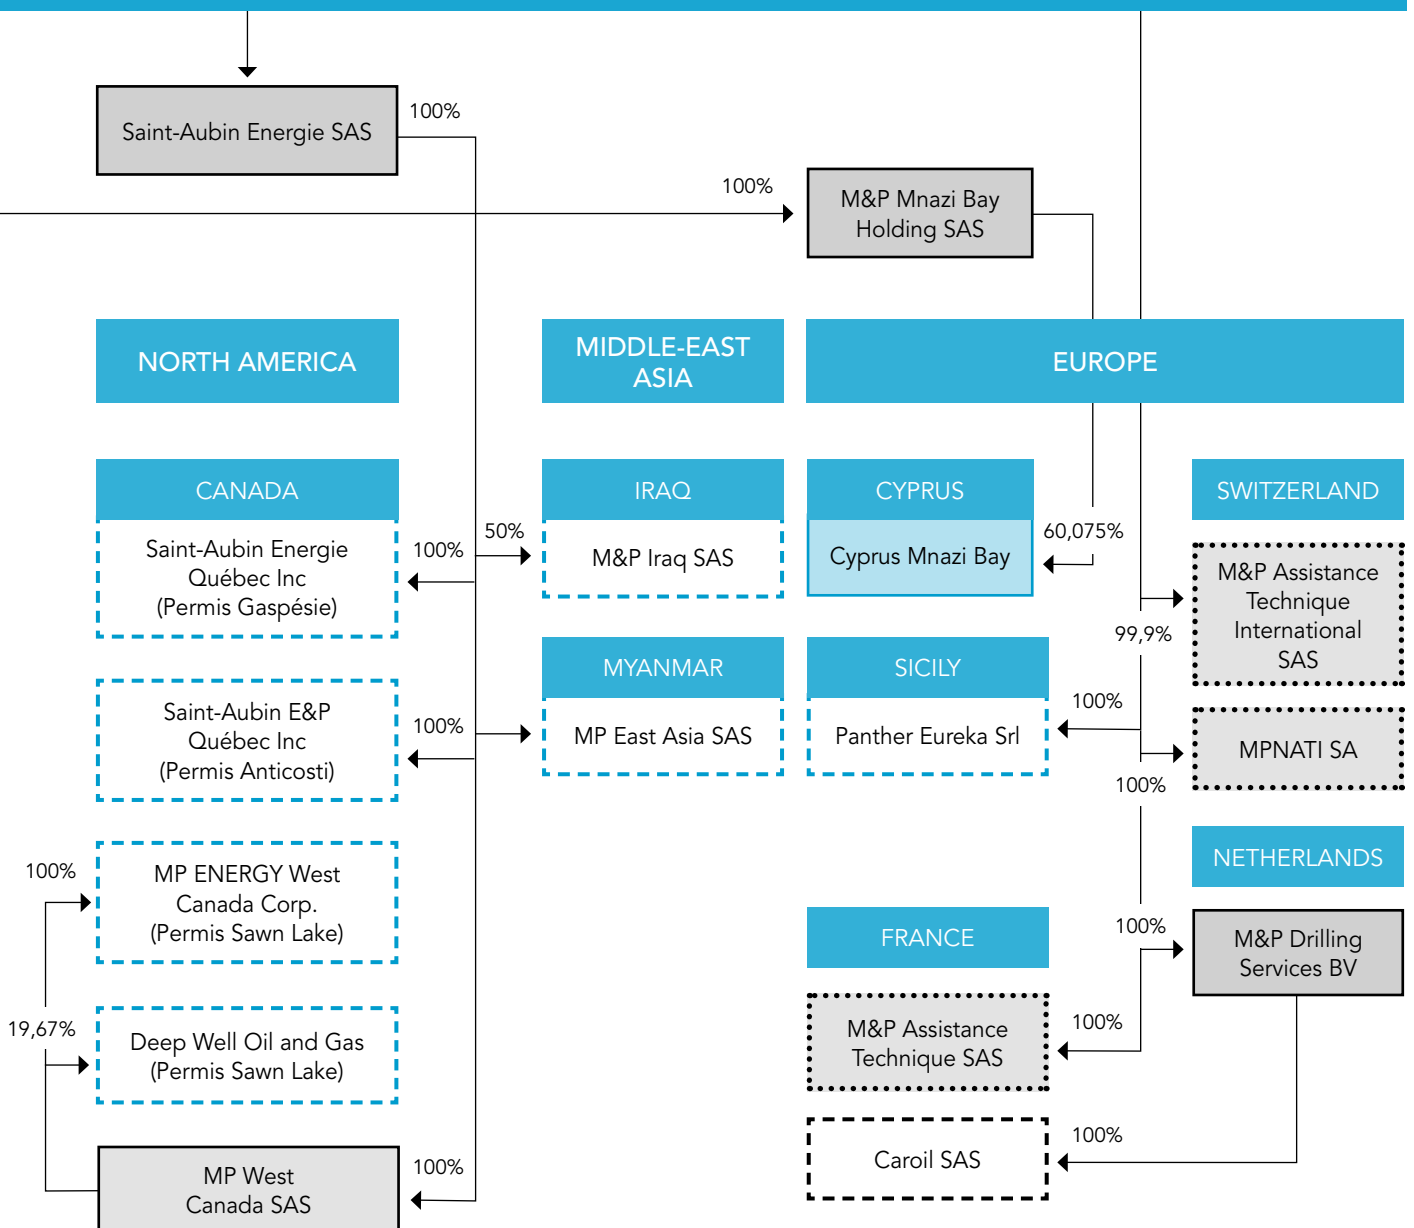 100%
Saint-Aubin Energie SAS
100%
M&P Mnazi Bay
Holding SAS
NORTH AMERICA
MIDDLE-EAST
ASIA
EUROPE
CANADA
IRAQ
CYPRUS
SWITZERLAND
Saint-Aubin Energie
Québec Inc
(Permis Gaspésie)
100%
50%
M&P Iraq SAS
Cyprus Mnazi Bay
60,075%
M&P Assistance
Technique
International
SAS
99,9%
MYANMAR
SICILY
Saint-Aubin E&P
Québec Inc
(Permis Anticosti)
100%
MP East Asia SAS
Panther Eureka Srl
100%
MPNATI SA
100%
NETHERLANDS
100%
MP ENERGY West
Canada Corp.
(Permis Sawn Lake)
FRANCE
100%
M&P Drilling
Services BV
19,67%
Deep Well Oil and Gas
(Permis Sawn Lake)
M&P Assistance
Technique SAS
100%
MP West
Canada SAS
100%
Caroil SAS
100%